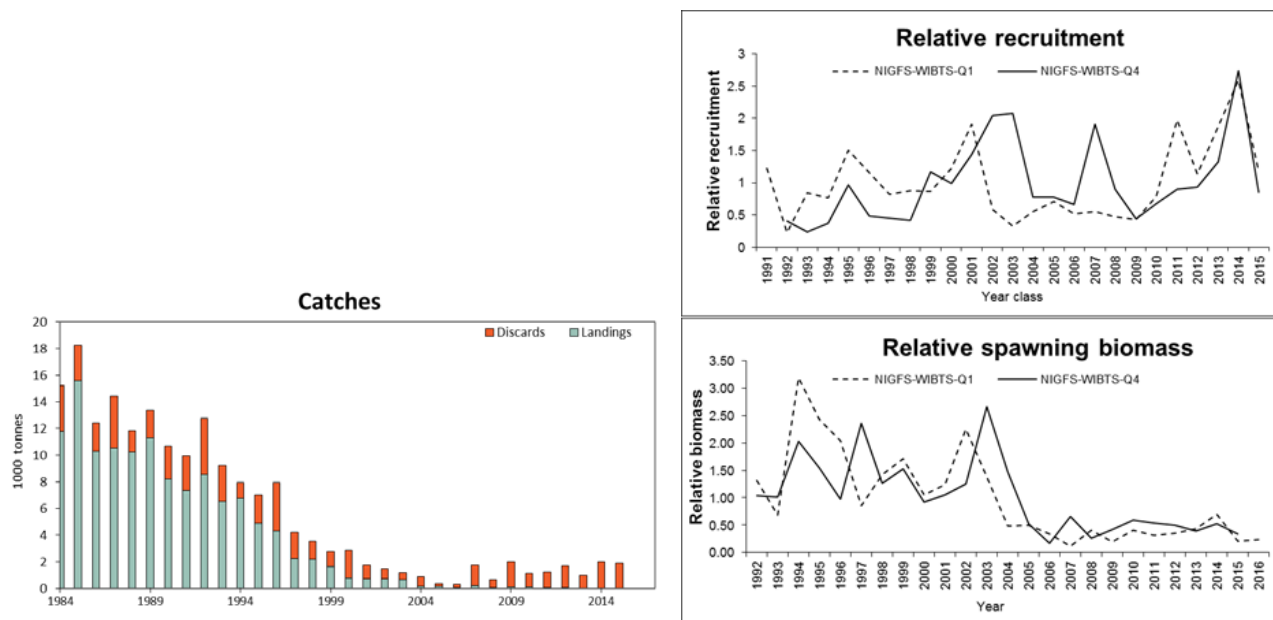 Catches
Discards Landings
1000 tonnes
20
18
16
14
12
10
8
6
4
2
0
1984 1989 1994 1999 2004 2009 2014
Relative recruitment
NIGFS-WIBTS-Q1 NIGFS-WIBTS-Q4
Relative recruitment
3
2.5
2
1.5
1
0.5
0
1991 1992 1993 1994 1995 1996 1997 1998 1999 2000 2001 2002 2003 2004 2005 2006 2007 2008 2009 2010 2011 2012 2013 2014 2015
Year class
Relative spawning biomass
NIGFS-WIBTS-Q1 NIGFS-WIBTS-Q4
Relative biomass
3.50
3.00
2.50
2.00
1.50
1.00
0.50
0.00
1992 1993 1994 1995 1996 1997 1998 1999 2000 2001 2002 2003 2004 2005 2006 2007 2008 2009 2010 2011 2012 2013 2014 2015 2016
Year